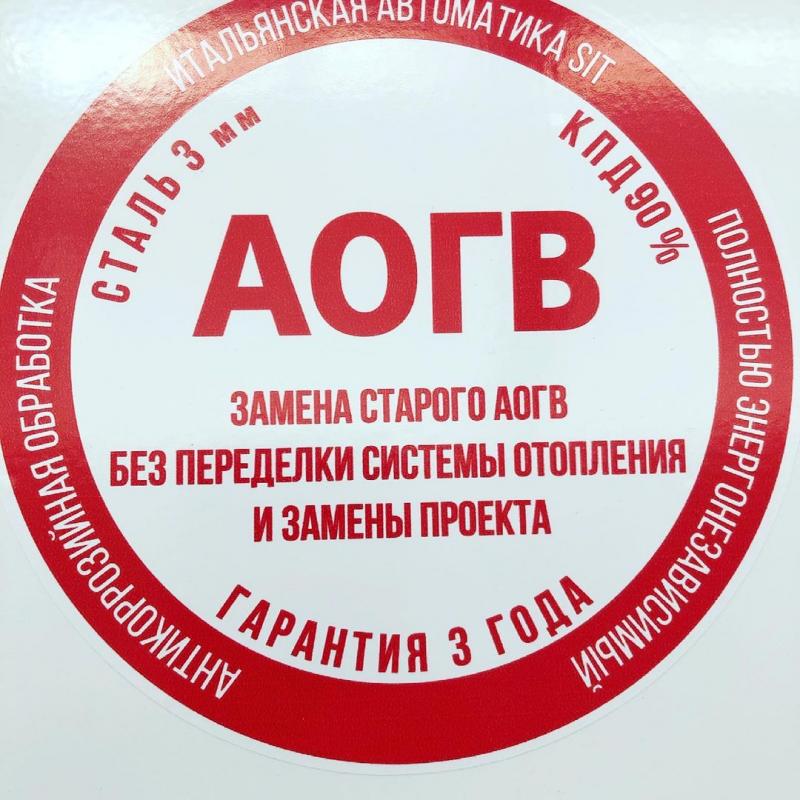 ИТАЛЬЯНСКАЯ АВТОМАТИКА SIT
СТАЛЬ 3 мм
КПД 90 %
АОГВ
ЗАМЕНА СТАРОГО АОГВ
БЕЗ ПЕРЕДЕЛКИ СИСТЕМЫ ОТОПЛЕНИЯ
И ЗАМЕНЫ ПРОЕКТА
ГАРАНТИЯ 3 ГОДА
АНТИКОРРОЗИЙНАЯ ОБРАБОТКА
ПОЛНОСТЬЮ ЭНЕРГОНЕЗАВИСИМЫЙ